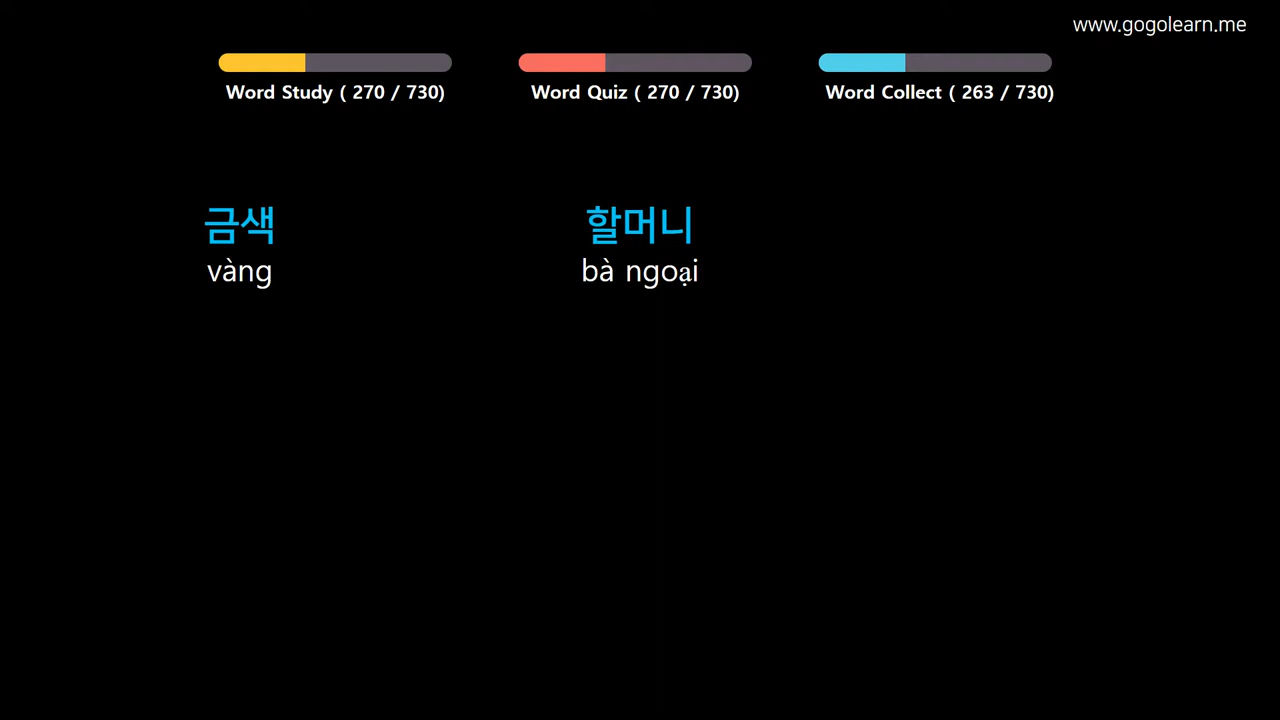 www.gogolearn.me
Word Study ( 270 / 730)
Word Quiz ( 270 / 730)
Word Collect ( 263 / 730)
금색
vàng
할머니
bà ngoại